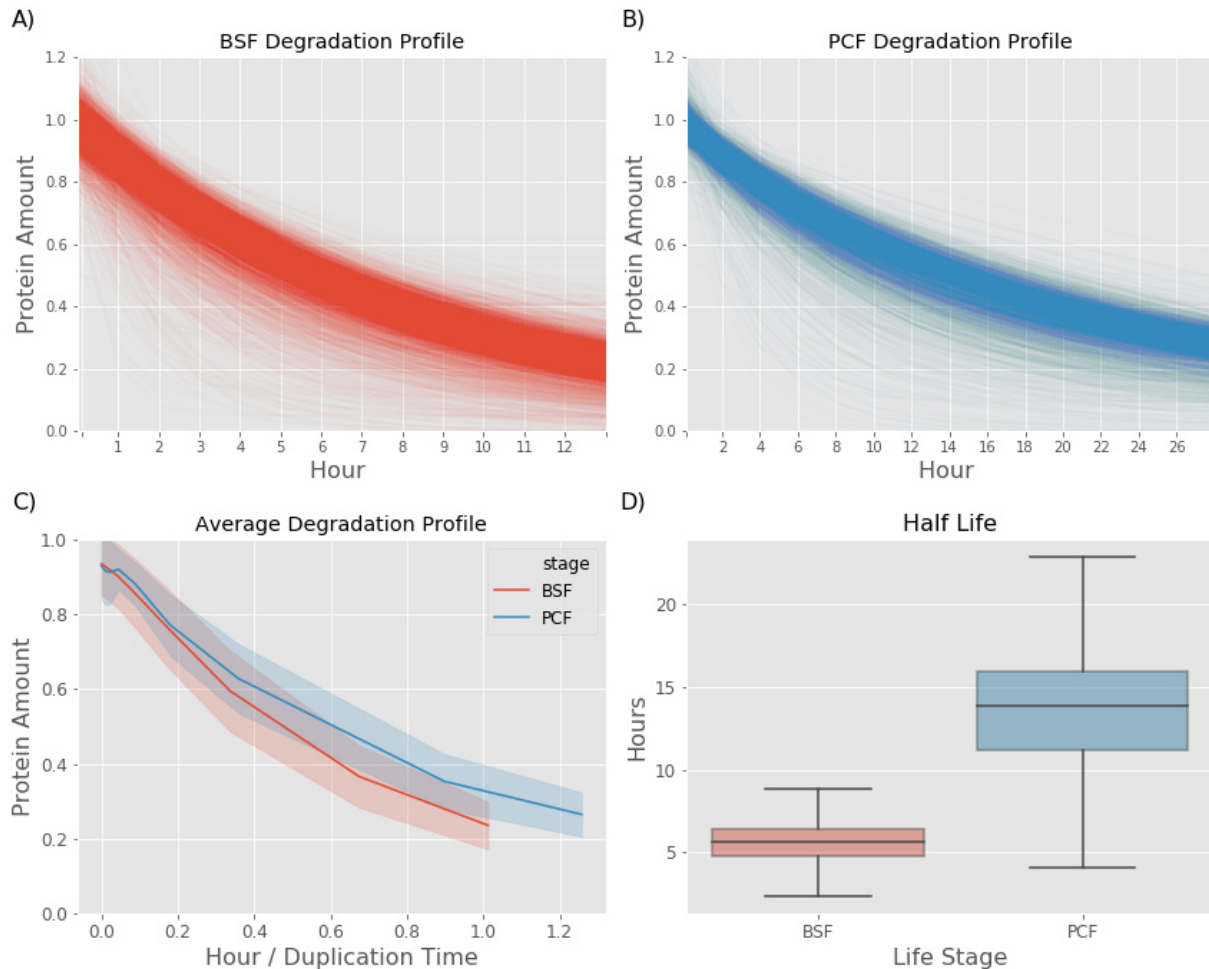 A)
BSF Degradation Profile
Protein Amount
1.2
1.0
0.8
0.6
0.4
0.2
0.0
1 2 3 4 5 6 7 8 9 10 11 12
Hour
B)
PCF Degradation Profile
Protein Amount
1.2
1.0
0.8
0.6
0.4
0.2
0.0
2 4 6 8 10 12 14 16 18 20 22 24 26
Hour
C)
Average Degradation Profile
Protein Amount
1.0
0.8
0.6
0.4
0.2
0.0
stage
BSF
PCF
0.0 0.2 0.4 0.6 0.8 1.0 1.2
Hour / Duplication Time
D)
Half Life
Hours
20
15
10
5
BSF PCF
Life Stage